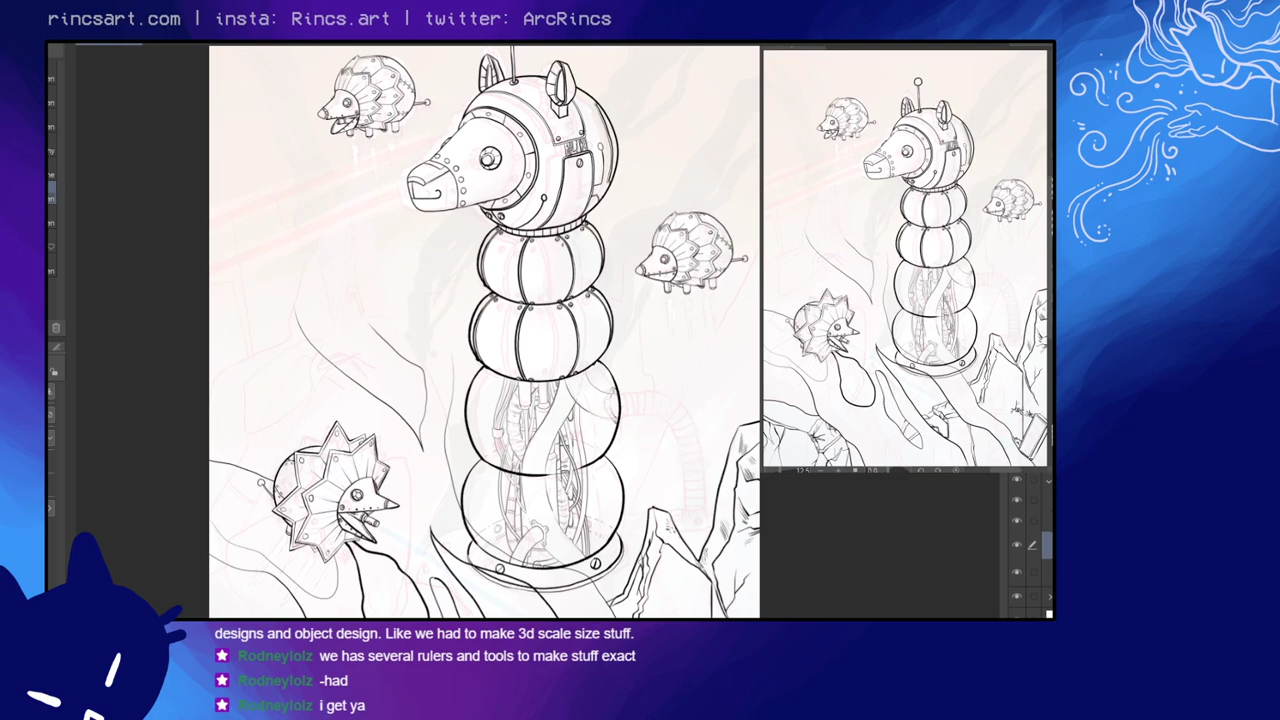 rincsart.com | insta: Rincs.art | twitter: ArcRincs
designs and object design. Like we had to make 3d scale size stuff.
Rodneylolz we has several rulers and tools to make stuff exact
Rodneylolz -had
Rodneylolz i get ya